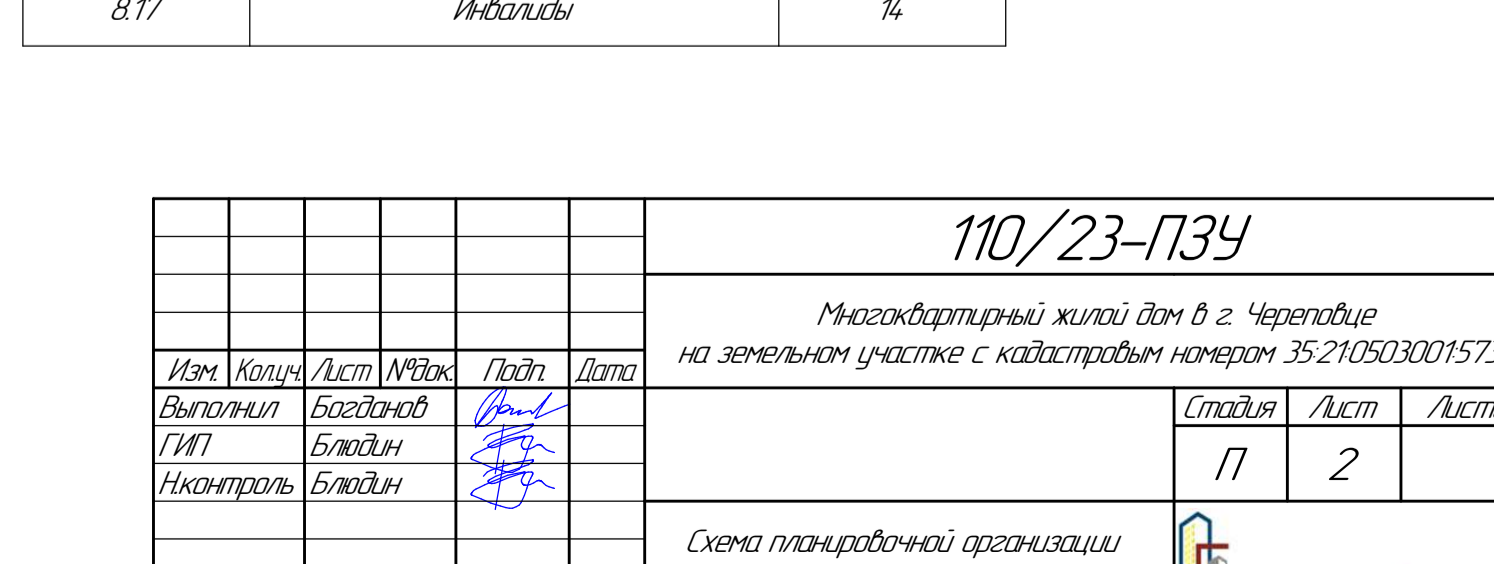 8.17 Инвалиды 14
110/23-ПЗУ
Многоквартирный жилой дом в г. Череповце
на земельном участке с кадастровым номером 35:21:0503001:573
Изм. Кол.уч. Лист №док. Подп. Дата
Выполнил Богданов Стадия Лист
ГИП Блюдин П 2
Н.контроль Блюдин
Схема планировочной организации